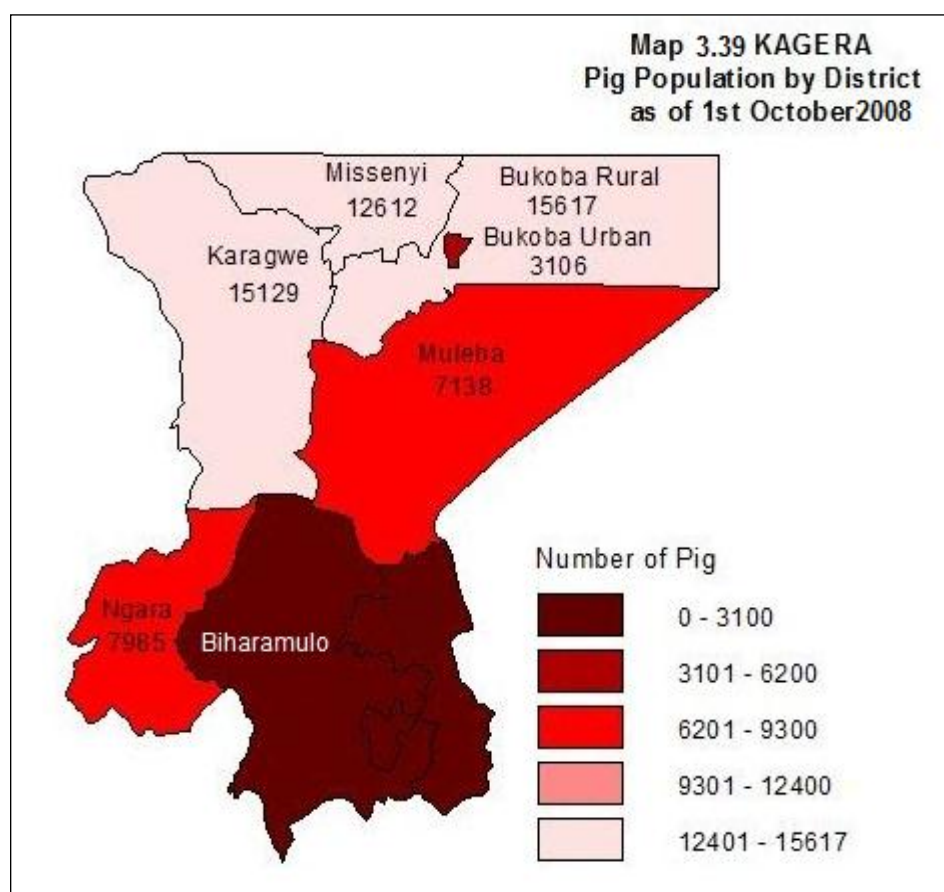 Map 3.39 KAGERA
Pig Population by District
as of 1st October2008
Missenyi
12612
Bukoba Rural
15617
Bukoba Urban
3106
Karagwe
15129
Muleba
7138
Ngara
7985
Biharamulo
Number of Pig
0 - 3100
3101 - 6200
6201 - 9300
9301 - 12400
12401 - 15617